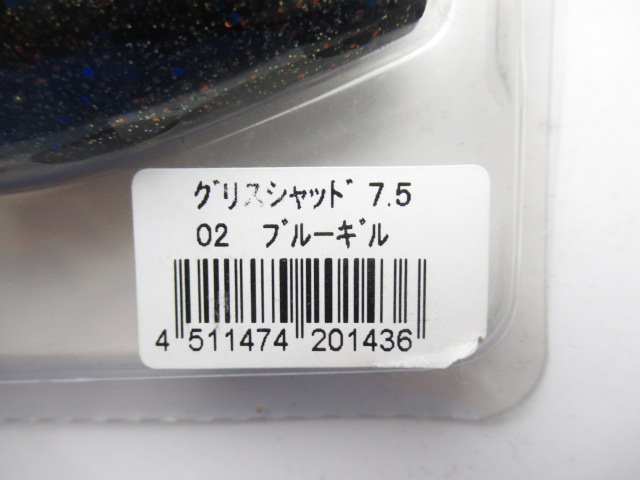 ｸﾞﾘｽｼｬｯﾄﾞ 7.5
02　ﾌﾞﾙｰｷﾞﾙ
4 511474 201436